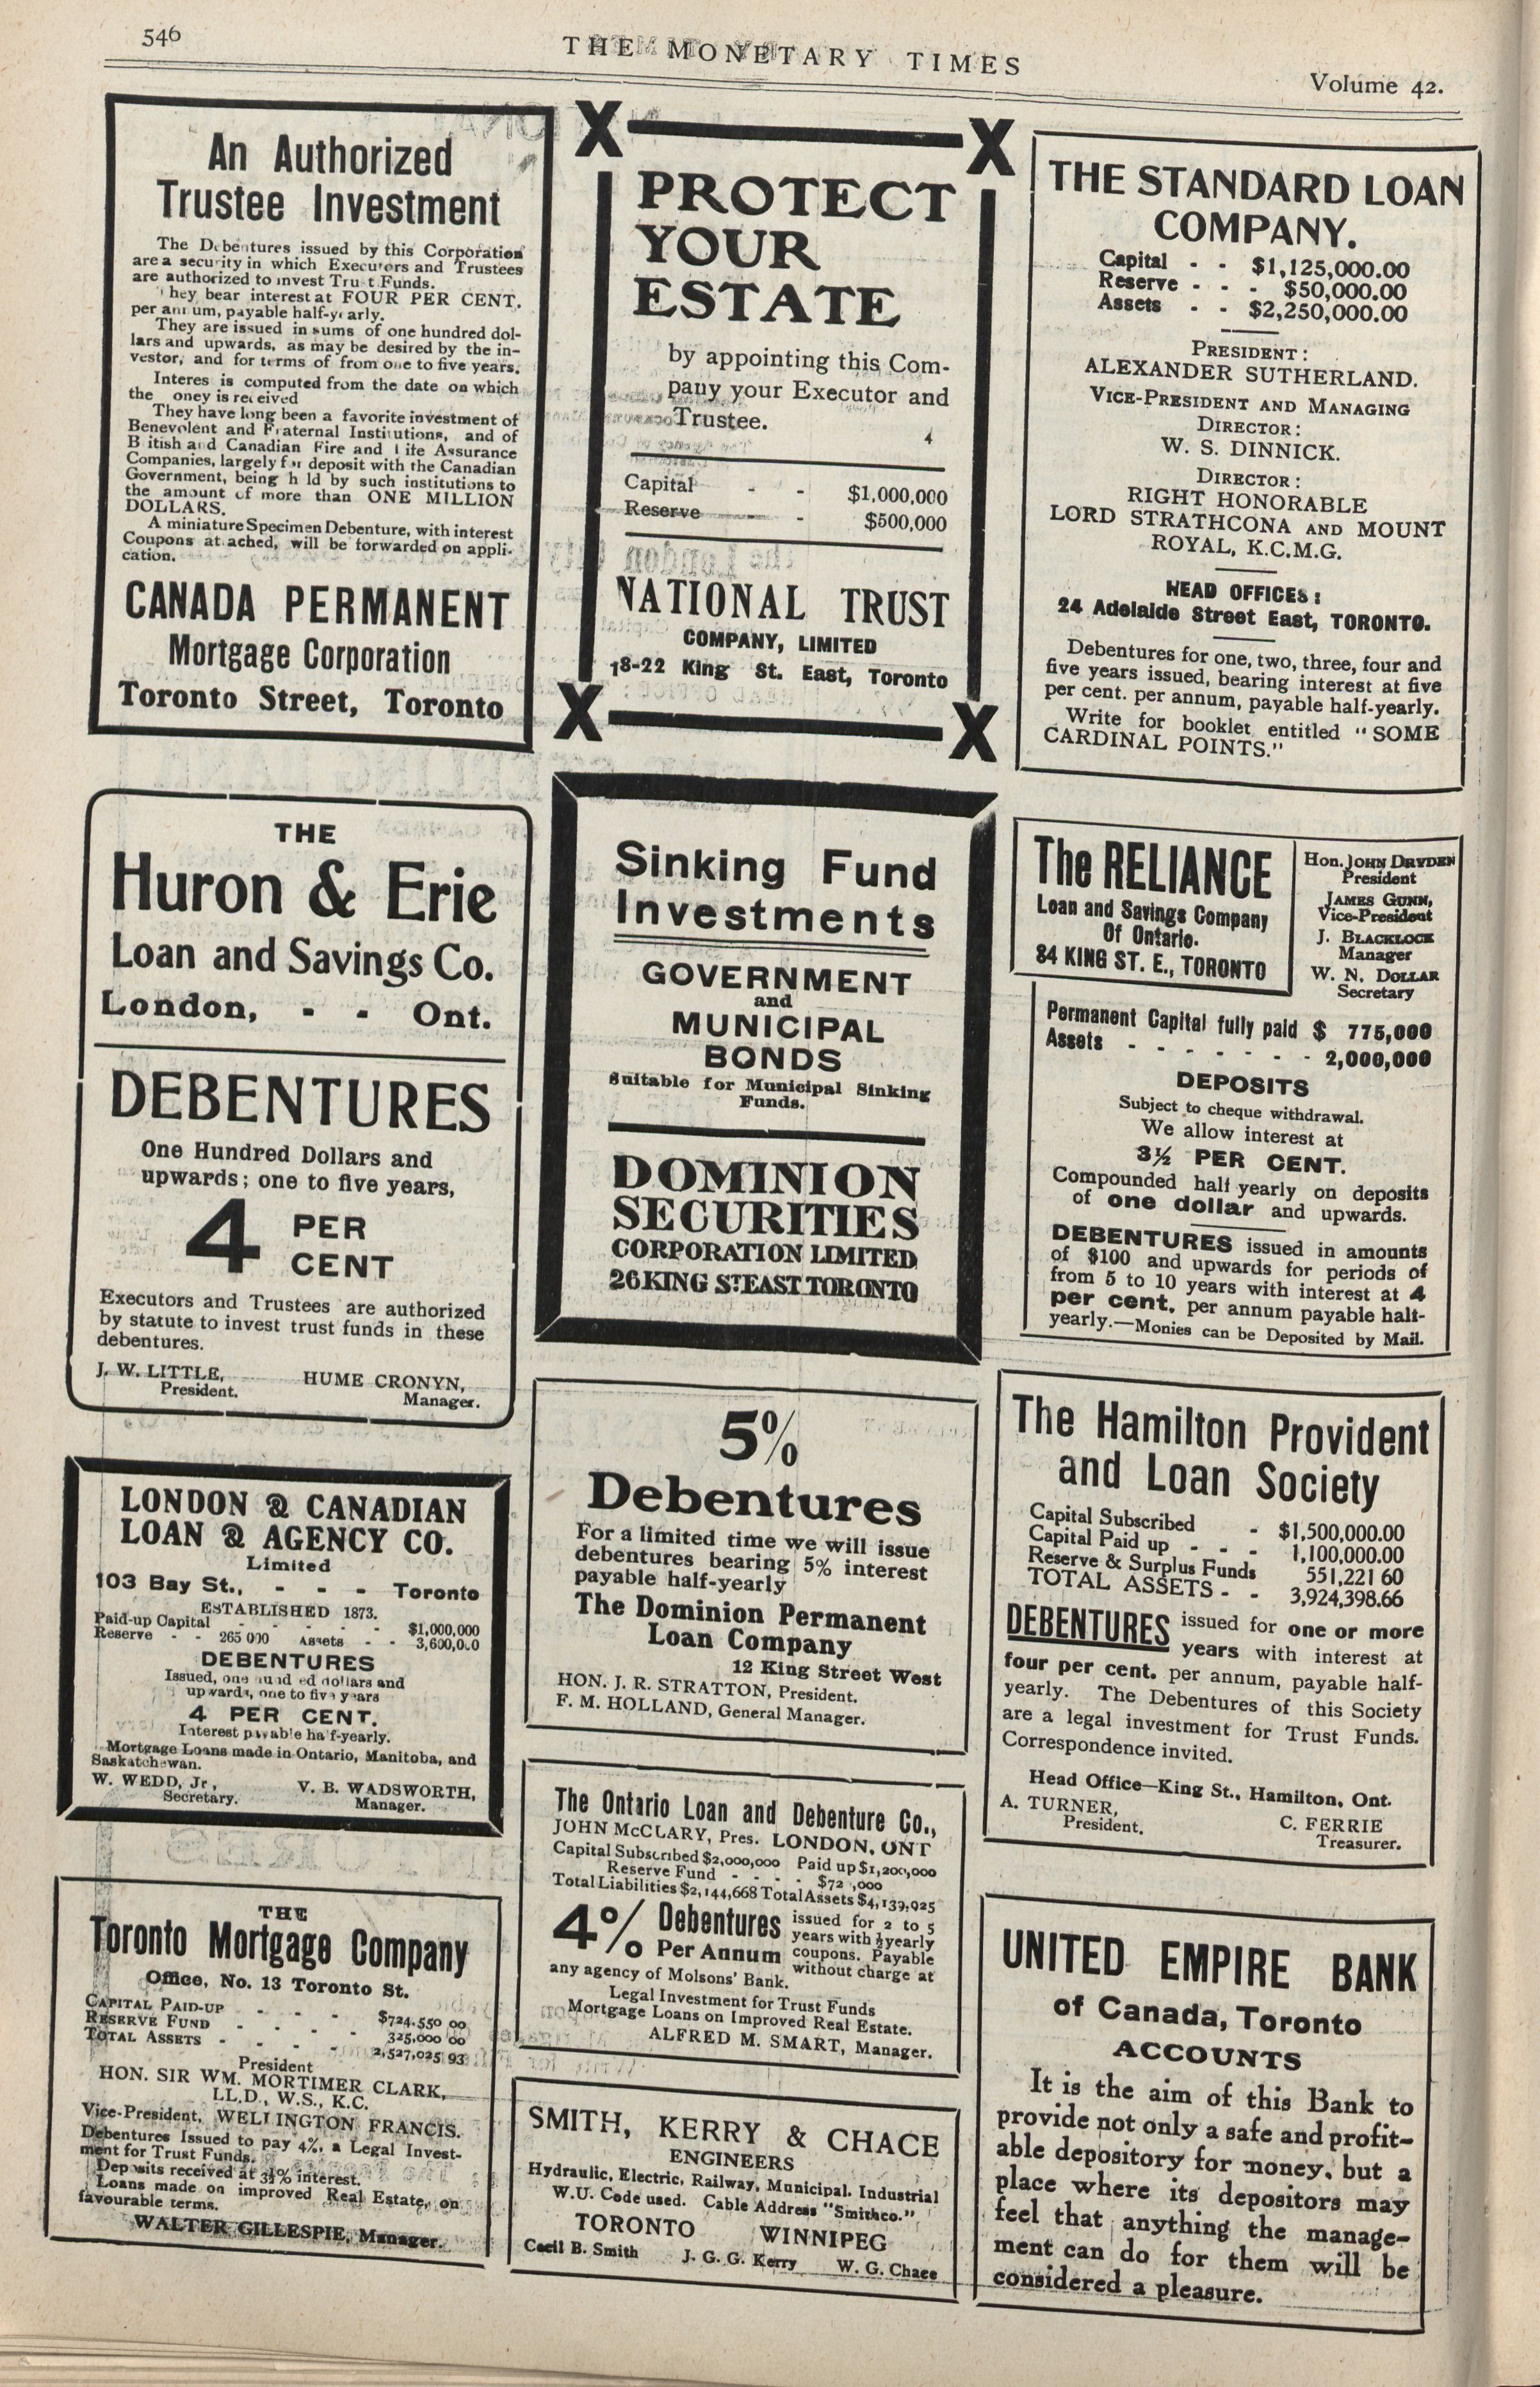 546
THE MONETARY TIMES
Volume 42.
An Authorized
Trustee Investment
The Debentures issued by this Corporation
are a security in which Executors and Trustees
are authorized to invest Tru t Funds.
hey bear interest at FOUR PER CENT.
per an um, payable half-y arly.
They are issued in sums of one hundred dol-
lars and upwards, as may be desired by the in-
vestor, and for terms of from one to five years.
Interes is computed from the date on which
the oney is received
They have long been a favorite investment of
Benevolent and Fraternal Institutions, and of
B itish and Canadian Fire and Life Assurance
Companies, largely for deposit with the Canadian
Government, being h ld by such institutions to
the amount of more than ONE MILLION
DOLLARS.
A miniature Specimen Debenture, with interest
Coupons at ached, will be forwarded on appli-
cation.
CANADA PERMANENT
Mortgage Corporation
Toronto Street, Toronto
X X
PROTECT
YOUR
ESTATE
by appointing this Com-
pany your Executor and
Trustee.
4
Capital - - $1,000,000
Reserve - - $500,000
NATIONAL TRUST
COMPANY, LIMITED
18-22 King St. East, Toronto
X X
THE STANDARD LOAN
COMPANY.
Capital - - $1,125,000.00
Reserve - - - $50,000.00
Assets - - $2,250,000.00
PRESIDENT:
ALEXANDER SUTHERLAND.
VICE-PRESIDENT AND MANAGING
DIRECTOR:
W. S. DINNICK.
DIRECTOR:
RIGHT HONORABLE
LORD STRATHCONA AND MOUNT
ROYAL, K.C.M.G.
HEAD OFFICES:
24 Adelaide Street East, TORONTO.
Debentures for one, two, three, four and
five years issued, bearing interest at five
per cent. per annum, payable half-yearly.
Write for booklet entitled "SOME
CARDINAL POINTS."
THE
Huron & Erie
Loan and Savings Co.
London, - - Ont.
DEBENTURES
One Hundred Dollars and
upwards; one to five years,
4 PER
CENT
Executors and Trustees are authorized
by statute to invest trust funds in these
debentures.
J. W. LITTLE, HUME CRONYN,
President. Manager.
Sinking Fund
Investments
GOVERNMENT
and
MUNICIPAL
BONDS
Suitable for Municipal Sinking
Funds.
DOMINION
SECURITIES
CORPORATION LIMITED
26 KING ST. EAST TORONTO
The RELIANCE
Loan and Savings Company
Of Ontario.
84 KING ST. E., TORONTO
Hon. JOHN DRYDEN
President
JAMES GUNN,
Vice-President
J. BLACKLOCK
Manager
W. N. DOLLAR
Secretary
Permanent Capital fully paid $ 775,000
Assets - - - - - - - 2,000,000
DEPOSITS
Subject to cheque withdrawal.
We allow interest at
3½ PER CENT.
Compounded half yearly on deposits
of one dollar and upwards.
DEBENTURES issued in amounts
of $100 and upwards for periods of
from 5 to 10 years with interest at 4
per cent. per annum payable half-
yearly.—Monies can be Deposited by Mail.
LONDON & CANADIAN
LOAN & AGENCY CO.
Limited
103 Bay St., - - - Toronto
ESTABLISHED 1873.
Paid-up Capital - - - - - $1,000,000
Reserve - - 265 000 Assets - - 3,600,0 0
DEBENTURES
Issued, one hund ed dollars and
upwards, one to five years
4 PER CENT.
Interest payable ha f-yearly.
Mortgage Loans made in Ontario, Manitoba, and
Saskatchewan.
W. WEDD, Jr, V. B. WADSWORTH,
Secretary. Manager.
5%
Debentures
For a limited time we will issue
debentures bearing 5% interest
payable half-yearly
The Dominion Permanent
Loan Company
12 King Street West
HON. J. R. STRATTON, President.
F. M. HOLLAND, General Manager.
The Hamilton Provident
and Loan Society
Capital Subscribed - $1,500,000.00
Capital Paid up - - - 1,100,000.00
Reserve & Surplus Funds 551,221 60
TOTAL ASSETS - - 3,924,398.66
DEBENTURES issued for one or more
years with interest at
four per cent. per annum, payable half-
yearly. The Debentures of this Society
are a legal investment for Trust Funds.
Correspondence invited.
Head Office—King St., Hamilton, Ont.
A. TURNER, C. FERRIE
President. Treasurer.
THE
Toronto Mortgage Company
Office, No. 13 Toronto St.
CAPITAL PAID-UP - - - $724,550 00
RESERVE FUND - - - - 325,000 00
TOTAL ASSETS - - - - 2,527,025 93
President
HON. SIR WM. MORTIMER CLARK,
LL.D., W.S., K.C.
Vice-President, WELLINGTON FRANCIS.
Debentures Issued to pay 4%, a Legal Invest-
ment for Trust Funds.
Deposits received at 3½% interest.
Loans made on improved Real Estate, on
favourable terms.
WALTER GILLESPIE, Manager.
The Ontario Loan and Debenture Co.,
JOHN McCLARY, Pres. LONDON, ONT
Capital Subscribed $2,000,000 Paid up $1,200,000
Reserve Fund - - - - $72 ,000
Total Liabilities $2,144,668 Total Assets $4,139,925
4% Debentures issued for 2 to 5
years with ½ yearly
Per Annum coupons. Payable
without charge at
any agency of Molsons' Bank.
Legal Investment for Trust Funds
Mortgage Loans on Improved Real Estate.
ALFRED M. SMART, Manager.
SMITH, KERRY & CHACE
ENGINEERS
Hydraulic, Electric, Railway, Municipal, Industrial
W.U. Code used. Cable Address "Smithco."
TORONTO WINNIPEG
Cecil B. Smith J. G. G. Kerry W. G. Chace
UNITED EMPIRE BANK
of Canada, Toronto
ACCOUNTS
It is the aim of this Bank to
provide not only a safe and profit-
able depository for money, but a
place where its depositors may
feel that anything the manage-
ment can do for them will be
considered a pleasure.